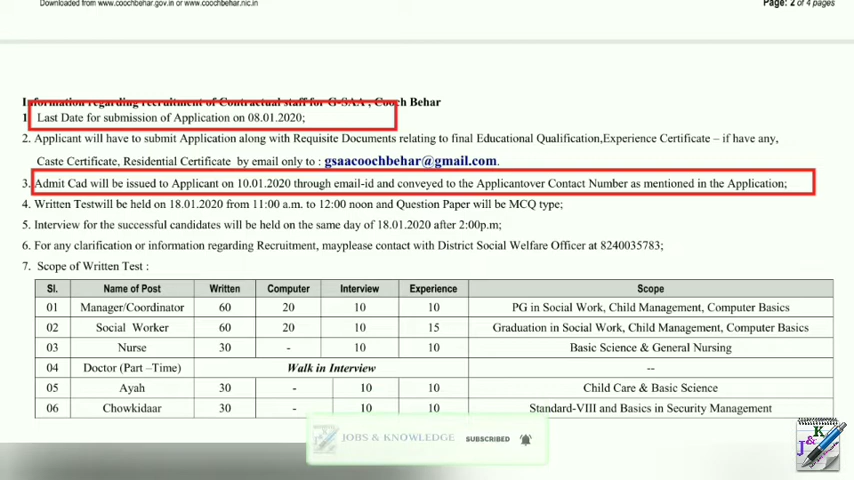 Downloaded from www.coochbehar.gov.in or www.coochbehar.nic.in
Page: 2 of 4 pages
Information regarding recruitment of Contractual staff for G-SAA , Cooch Behar
1. Last Date for submission of Application on 08.01.2020;
2. Applicant will have to submit Application along with Requisite Documents relating to final Educational Qualification,Experience Certificate – if have any,
Caste Certificate, Residential Certificate by email only to : gsaacoochbehar@gmail.com.
3. Admit Cad will be issued to Applicant on 10.01.2020 through email-id and conveyed to the Applicantover Contact Number as mentioned in the Application;
4. Written Testwill be held on 18.01.2020 from 11:00 a.m. to 12:00 noon and Question Paper will be MCQ type;
5. Interview for the successful candidates will be held on the same day of 18.01.2020 after 2:00p.m;
6. For any clarification or information regarding Recruitment, mayplease contact with District Social Welfare Officer at 8240035783;
7. Scope of Written Test :
Sl. Name of Post Written Computer Interview Experience Scope
01 Manager/Coordinator 60 20 10 10 PG in Social Work, Child Management, Computer Basics
02 Social Worker 60 20 10 15 Graduation in Social Work, Child Management, Computer Basics
03 Nurse 30 - 10 10 Basic Science & General Nursing
04 Doctor (Part –Time) Walk in Interview --
05 Ayah 30 - 10 10 Child Care & Basic Science
06 Chowkidaar 30 - 10 10 Standard-VIII and Basics in Security Management
JOBS & KNOWLEDGE SUBSCRIBED
J&K